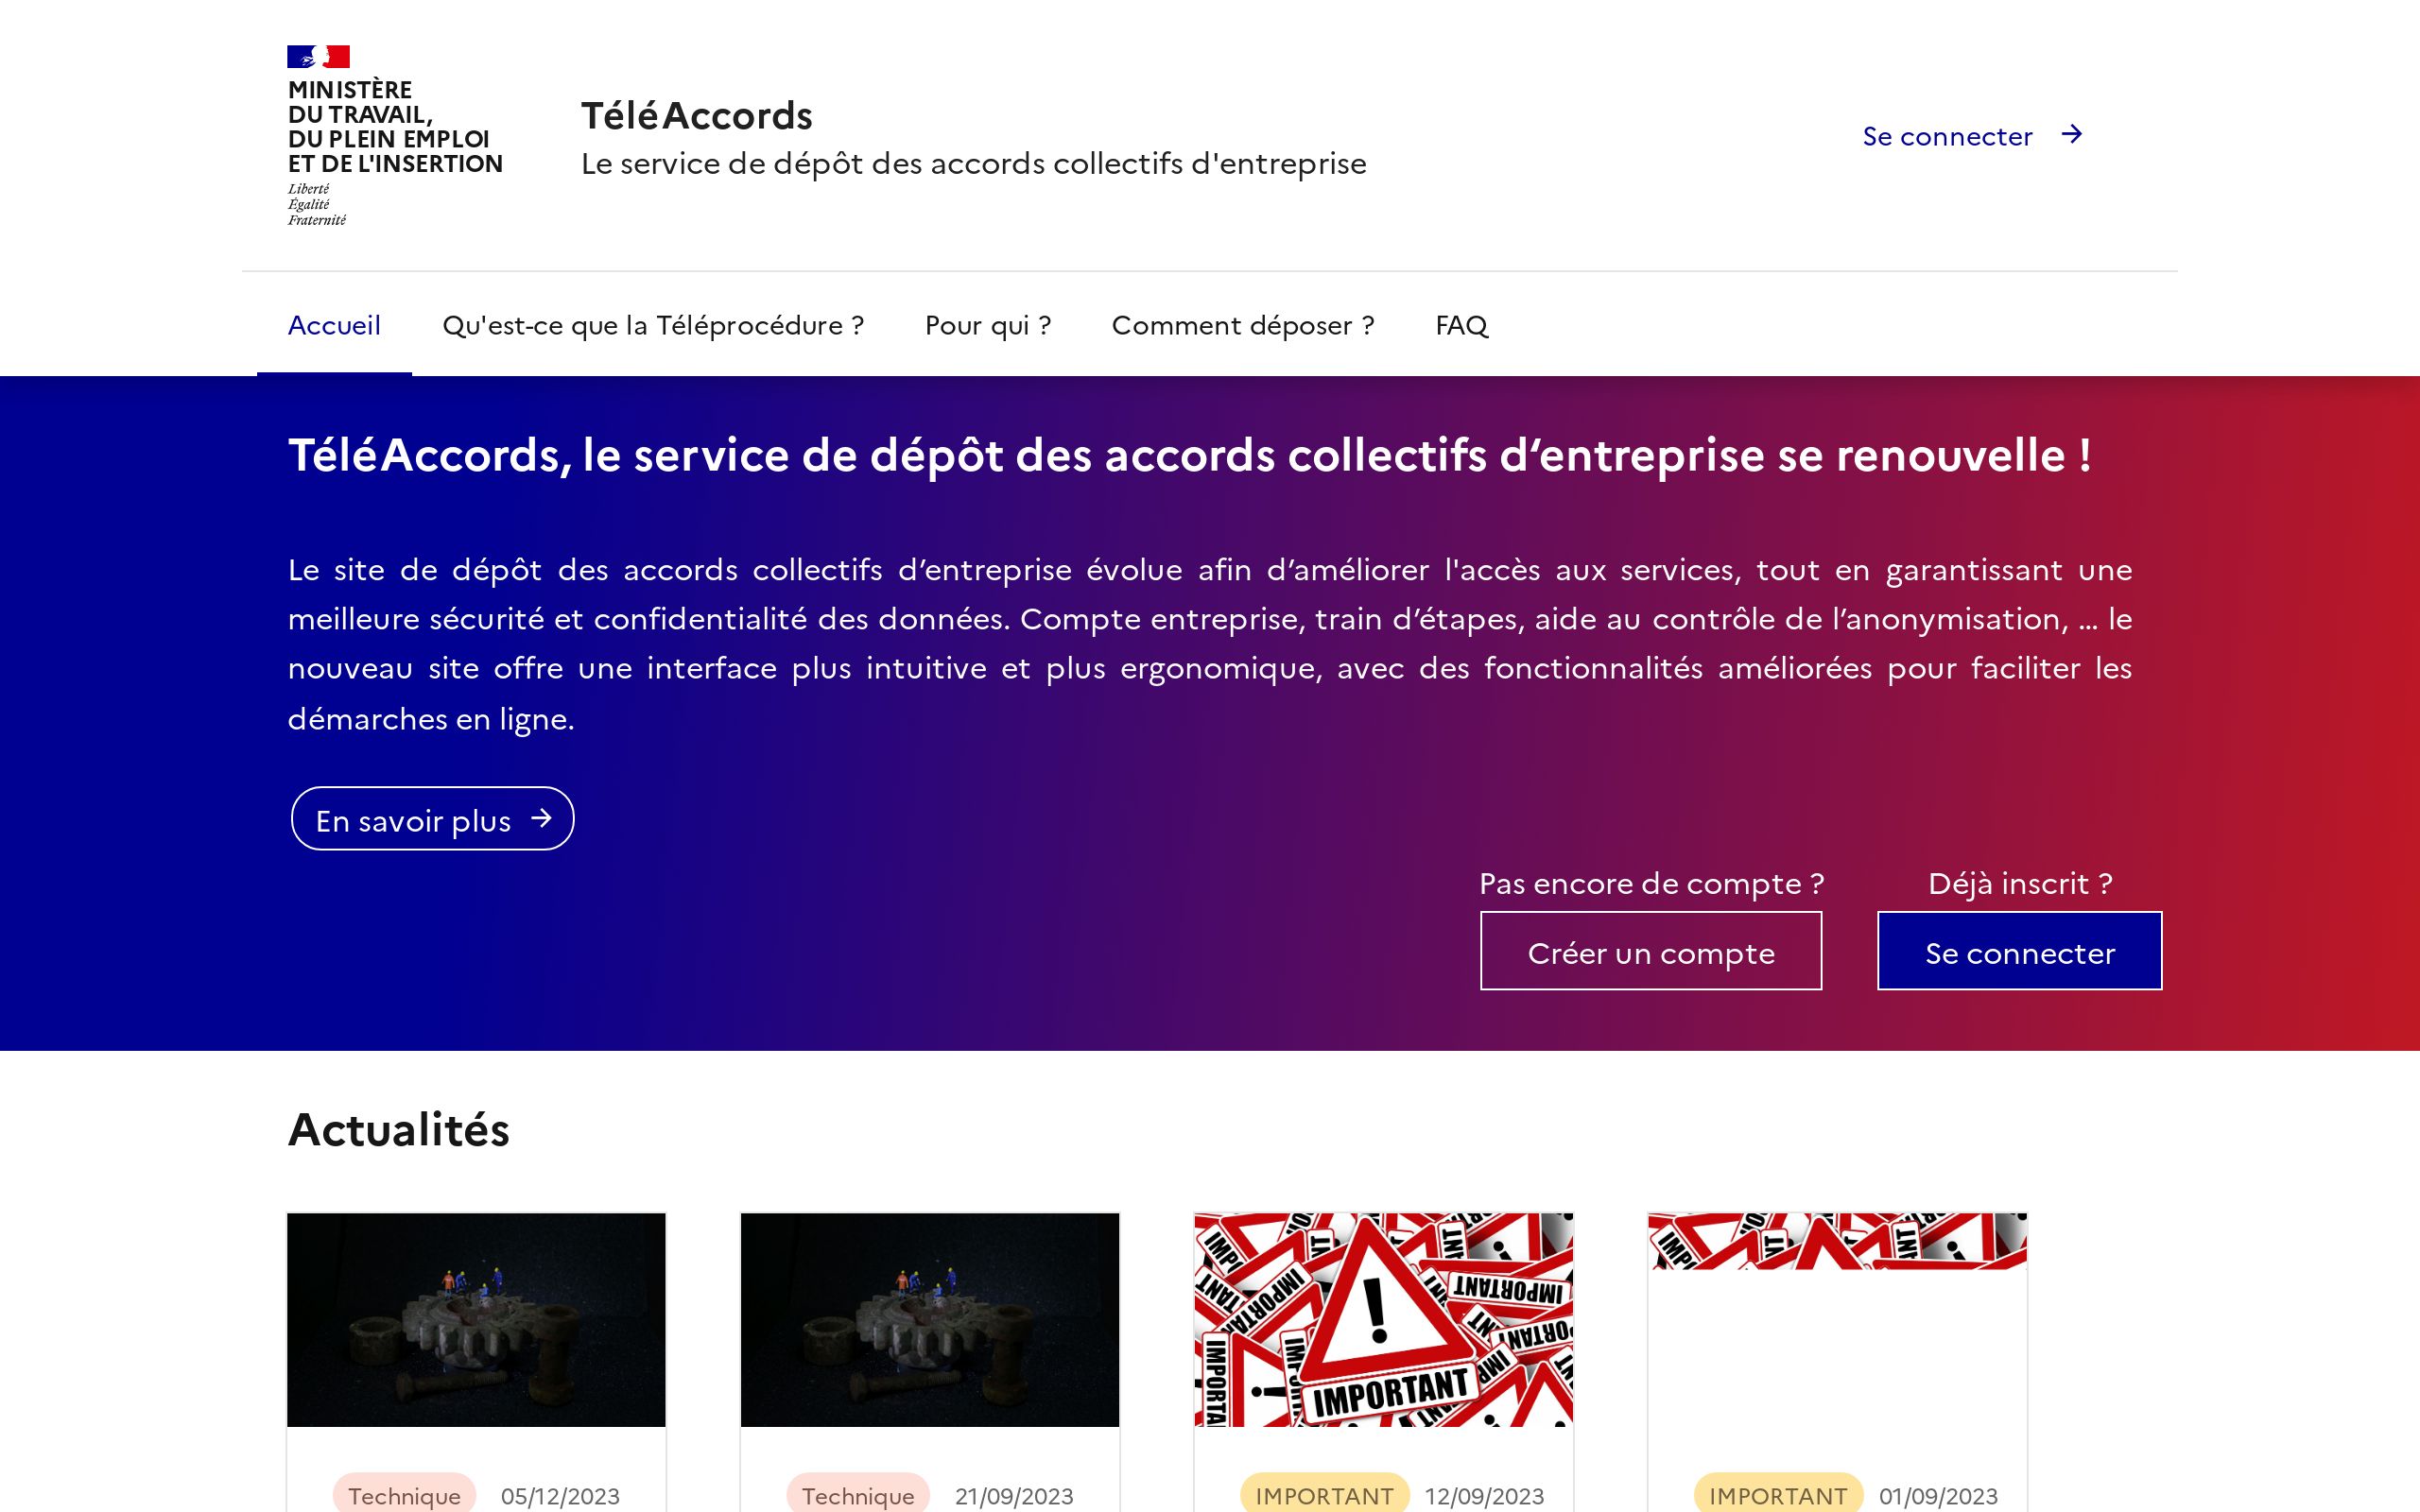 MINISTÈRE
DU TRAVAIL,
DU PLEIN EMPLOI
ET DE L'INSERTION
Liberté
Égalité
Fraternité
TéléAccords
Le service de dépôt des accords collectifs d'entreprise
Se connecter
Accueil
Qu'est-ce que la Téléprocédure ?
Pour qui ?
Comment déposer ?
FAQ
TéléAccords, le service de dépôt des accords collectifs d‘entreprise se renouvelle !
Le site de dépôt des accords collectifs d’entreprise évolue afin d’améliorer l'accès aux services, tout en garantissant une
meilleure sécurité et confidentialité des données. Compte entreprise, train d’étapes, aide au contrôle de l’anonymisation, ... le
nouveau site offre une interface plus intuitive et plus ergonomique, avec des fonctionnalités améliorées pour faciliter les
démarches en ligne.
En savoir plus
Pas encore de compte ?
Déjà inscrit ?
Créer un compte
Se connecter
Actualités
IMPORTANT
Technique
05/12/2023
Technique
21/09/2023
IMPORTANT
12/09/2023
IMPORTANT
01/09/2023